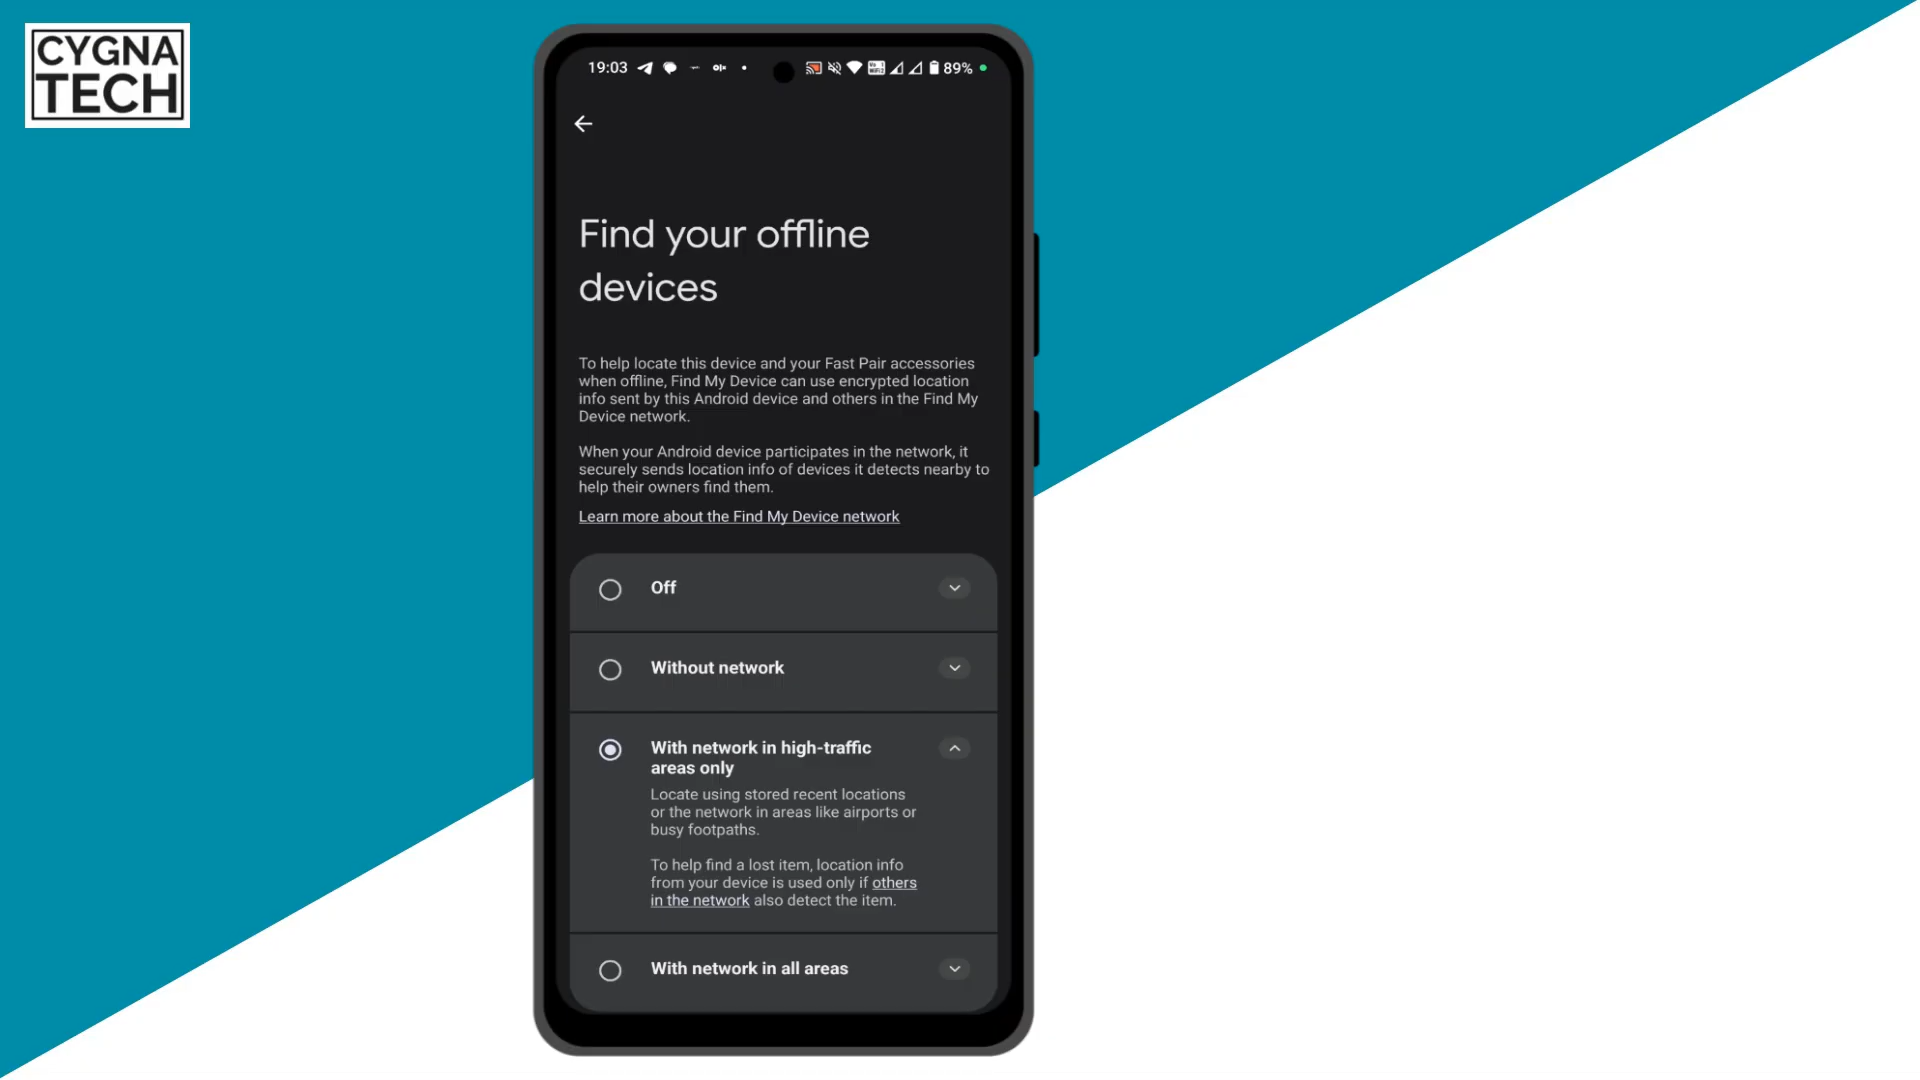 CYGNA
TECH
19:03
89%
Find your offline
devices
To help locate this device and your Fast Pair accessories
when offline, Find My Device can use encrypted location
info sent by this Android device and others in the Find My
Device network.
When your Android device participates in the network, it
securely sends location info of devices it detects nearby to
help their owners find them.
Learn more about the Find My Device network
Off
Without network
With network in high-traffic
areas only
Locate using stored recent locations
or the network in areas like airports or
busy footpaths.
To help find a lost item, location info
from your device is used only if others
in the network also detect the item.
With network in all areas